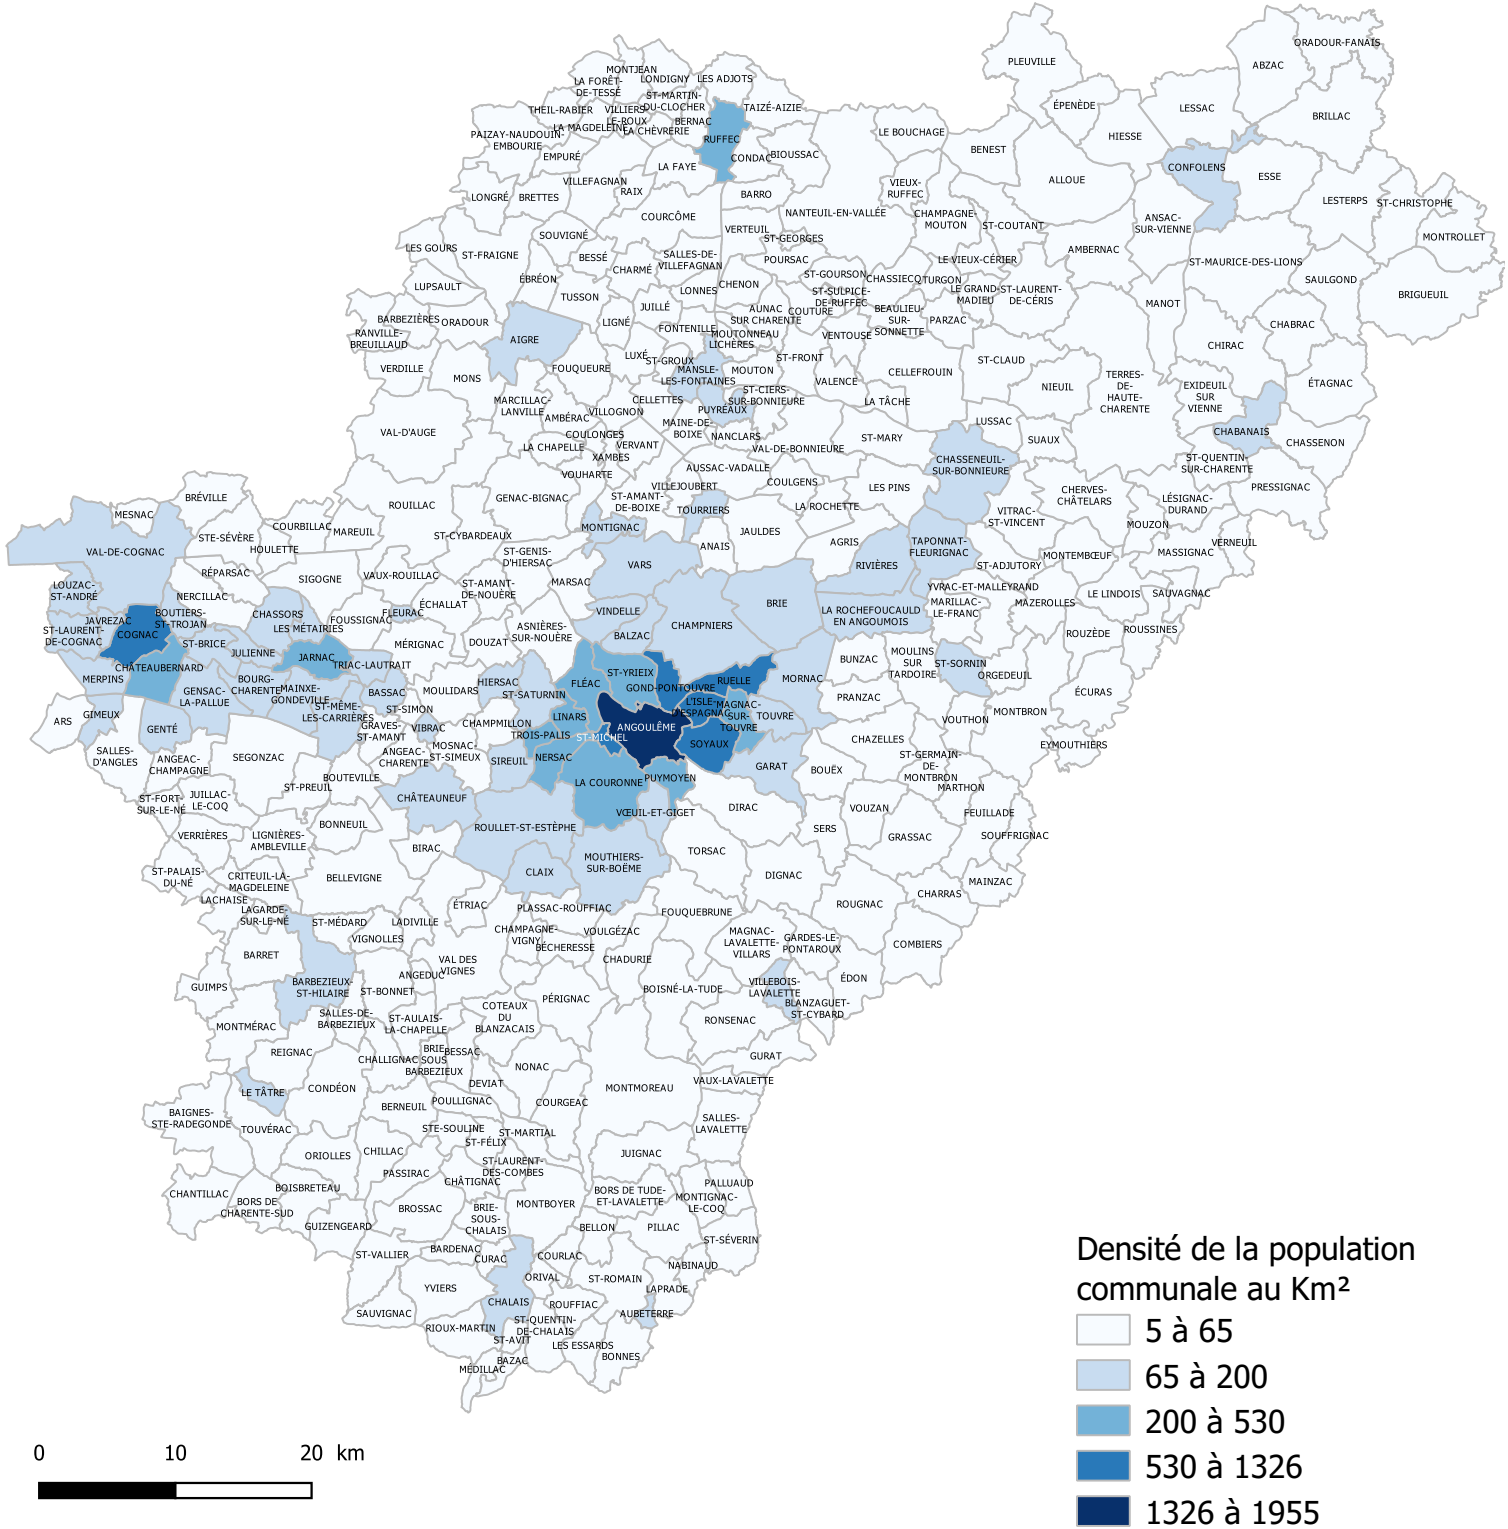 ORADOUR-FANAIS
PLEUVILLE
ABZAC
MONTJEAN
LONDIGNY
LES ADJOTS
LA FORÊT-
DE-TESSÉ
ST-MARTIN-
DU-CLOCHER
TAIZÉ-AIZIE
ÉPENÈDE
LESSAC
THEIL-RABIER
VILLIERS-
LE-ROUX
BERNAC
BRILLAC
LA MAGDELEINE
LA CHÈVRERIE
PAIZAY-NAUDOUIN-
EMBOURIE
RUFFEC
LE BOUCHAGE
HIESSE
EMPURÉ
LA FAYE
CONDAC
BIOUSSAC
BENEST
CONFOLENS
ESSE
VILLEFAGNAN
RAIX
BARRO
VIEUX-
RUFFEC
ALLOUE
LONGRÉ
BRETTES
LESTERPS
ST-CHRISTOPHE
COURCÔME
NANTEUIL-EN-VALLÉE
CHAMPAGNE-
MOUTON
ST-COUTANT
ANSAC-
SUR-VIENNE
VERTEUIL
ST-GEORGES
MONTROLLET
LES GOURS
ST-FRAIGNE
SOUVIGNÉ
BESSÉ
SALLES-DE-
VILLEFAGNAN
POURSAC
LE VIEUX-CÉRIER
AMBERNAC
ST-MAURICE-DES-LIONS
CHARMÉ
ÉBRÉON
ST-GOURSON
CHASSIECQ
TURGON
SAULGOND
LUPSAULT
TUSSON
LONNES
CHENON
ST-SULPICE-
DE-RUFFEC
LE GRAND-
MADIEU
ST-LAURENT-
DE-CÉRIS
BRIGUEUIL
MANOT
JUILLÉ
AUNAC
SUR CHARENTE
COUTURE
BEAULIEU-
SUR-
SONNETTE
BARBEZIÈRES
ORADOUR
LIGNÉ
FONTENILLE
PARZAC
CHABRAC
RANVILLE-
BREUILLAUD
AIGRE
MOUTONNEAU
LICHÈRES
VENTOUSE
CHIRAC
LUXÉ
ST-GROUX
ST-FRONT
ST-CLAUD
VERDILLE
FOUQUEURE
MANSLE-
LES-FONTAINES
MOUTON
CELLEFROUIN
MONS
VALENCE
NIEUIL
TERRES-
DE-
HAUTE-
CHARENTE
EXIDEUIL
SUR
VIENNE
ÉTAGNAC
MARCILLAC-
LANVILLE
CELLETTES
ST-CIERS-
SUR-BONNIEURE
LA TÂCHE
VILLOGNON
PUYRÉAUX
AMBÉRAC
MAINE-DE-
BOIXE
LUSSAC
VAL-D'AUGE
COULONGES
NANCLARS
ST-MARY
SUAUX
CHABANAIS
CHASSENON
LA CHAPELLE
VERVANT
VAL-DE-BONNIEURE
XAMBES
CHASSENEUIL-
SUR-BONNIEURE
ST-QUENTIN-
SUR-CHARENTE
VOUHARTE
AUSSAC-VADALLE
COULGENS
VILLEJOUBERT
LES PINS
PRESSIGNAC
BRÉVILLE
ROUILLAC
GENAC-BIGNAC
ST-AMANT-
DE-BOIXE
TOURRIERS
LA ROCHETTE
CHERVES-
CHÂTELARS
LÉSIGNAC-
DURAND
MESNAC
VITRAC-
ST-VINCENT
MOUZON
COURBILLAC
MAREUIL
MONTIGNAC
JAULDES
STE-SÉVÈRE
ST-CYBARDEAUX
AGRIS
VERNEUIL
VAL-DE-COGNAC
HOULETTE
ANAIS
TAPONNAT-
FLEURIGNAC
MONTEMBŒUF
MASSIGNAC
ST-GENIS-
D'HIERSAC
VARS
RIVIÈRES
ST-ADJUTORY
RÉPARSAC
SIGOGNE
VAUX-ROUILLAC
ST-AMANT-
DE-NOUÈRE
MARSAC
LOUZAC-
ST-ANDRÉ
YVRAC-ET-MALLEYRAND
LE LINDOIS
SAUVAGNAC
NERCILLAC
ÉCHALLAT
BRIE
MARILLAC-
LE-FRANC
MAZEROLLES
BOUTIERS-
ST-TROJAN
CHASSORS
FLEURAC
VINDELLE
LA ROCHEFOUCAULD
EN ANGOUMOIS
JAVREZAC
FOUSSIGNAC
CHAMPNIERS
ROUSSINES
ST-LAURENT-
DE-COGNAC
COGNAC
LES MÉTAIRIES
ASNIÈRES-
SUR-NOUÈRE
BALZAC
ROUZÈDE
ST-BRICE
MÉRIGNAC
DOUZAT
JULIENNE
JARNAC
TRIAC-LAUTRAIT
BUNZAC
MOULINS
SUR
TARDOIRE
ST-SORNIN
CHÂTEAUBERNARD
ST-YRIEIX
ORGEDEUIL
MERPINS
BOURG-
CHARENTE
HIERSAC
FLÉAC
GOND-PONTOUVRE
RUELLE
MORNAC
GENSAC-
LA-PALLUE
MAINXE-
GONDEVILLE
BASSAC
MOULIDARS
ST-SATURNIN
ÉCURAS
PRANZAC
ST-MÊME-
LES-CARRIÈRES
ST-SIMON
L'ISLE-
D'ESPAGNAC
MAGNAC-
SUR-
TOUVRE
MONTBRON
ARS
GIMEUX
LINARS
TOUVRE
VOUTHON
GENTÉ
GRAVES-
ST-AMANT
VIBRAC
CHAMPMILLON
TROIS-PALIS
ST-MICHEL
ANGOULÊME
SOYAUX
CHAZELLES
EYMOUTHIERS
SALLES-
D'ANGLES
SEGONZAC
ANGEAC-
CHARENTE
MOSNAC-
ST-SIMEUX
SIREUIL
NERSAC
GARAT
BOUËX
ST-GERMAIN-
DE-
MONTBRON
ANGEAC-
CHAMPAGNE
BOUTEVILLE
LA COURONNE
PUYMOYEN
MARTHON
ST-PREUIL
CHÂTEAUNEUF
ST-FORT-
SUR-LE-NÉ
JUILLAC-
LE-COQ
VŒUIL-ET-GIGET
DIRAC
VOUZAN
FEUILLADE
BONNEUIL
ROULLET-ST-ESTÈPHE
SERS
SOUFFRIGNAC
VERRIÈRES
LIGNIÈRES-
AMBLEVILLE
GRASSAC
BIRAC
TORSAC
MOUTHIERS-
SUR-BOËME
ST-PALAIS-
DU-NÉ
CRITEUIL-LA-
MAGDELEINE
BELLEVIGNE
CLAIX
DIGNAC
MAINZAC
LACHAISE
CHARRAS
ÉTRIAC
PLASSAC-ROUFFIAC
ROUGNAC
LAGARDE-
SUR-LE-NÉ
ST-MÉDARD
LADIVILLE
FOUQUEBRUNE
CHAMPAGNE-
VIGNY
VOULGÉZAC
MAGNAC-
LAVALETTE-
VILLARS
GARDES-LE-
PONTAROUX
COMBIERS
VIGNOLLES
BÉCHERESSE
BARRET
VAL DES
VIGNES
CHADURIE
ANGEDUC
ÉDON
GUIMPS
BARBEZIEUX-
ST-HILAIRE
ST-BONNET
BOISNÉ-LA-TUDE
VILLEBOIS-
LAVALETTE
PÉRIGNAC
BLANZAGUET-
ST-CYBARD
COTEAUX
DU
BLANZACAIS
MONTMÉRAC
SALLES-DE-
BARBEZIEUX
ST-AULAIS-
LA-CHAPELLE
RONSENAC
REIGNAC
CHALLIGNAC
BRIE
SOUS
BARBEZIEUX
BESSAC
GURAT
NONAC
LE TÂTRE
CONDÉON
DEVIAT
MONTMOREAU
VAUX-LAVALETTE
BAIGNES-
STE-RADEGONDE
BERNEUIL
POULLIGNAC
COURGEAC
TOUVÉRAC
STE-SOULINE
ST-MARTIAL
SALLES-
LAVALETTE
ST-FÉLIX
ORIOLLES
CHILLAC
JUIGNAC
ST-LAURENT-
DES-COMBES
PASSIRAC
CHÂTIGNAC
CHANTILLAC
BOISBRETEAU
BORS DE TUDE-
ET-LAVALETTE
PALLUAUD
BORS DE
CHARENTE-SUD
BROSSAC
BRIE-
SOUS-
CHALAIS
MONTBOYER
MONTIGNAC-
LE-COQ
GUIZENGEARD
BELLON
PILLAC
ST-SÉVERIN
ST-VALLIER
BARDENAC
CURAC
COURLAC
NABINAUD
YVIERS
ORIVAL
ST-ROMAIN
LAPRADE
CHALAIS
ROUFFIAC
AUBETERRE
SAUVIGNAC
RIOUX-MARTIN
ST-QUENTIN-
DE-CHALAIS
ST-AVIT
LES ESSARDS
BAZAC
BONNES
MÉDILLAC
Densité de la population
communale au Km²
5 à 65
65 à 200
200 à 530
530 à 1326
1326 à 1955
0 10 20 km